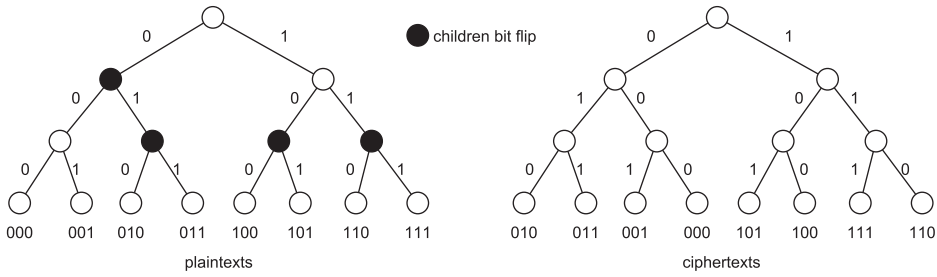 0 1 children bit flip 0 1
0 1 0 1 1 0 0 1
0 1 0 1 0 1 0 1 0 1 1 0 1 0 1 0
000 001 010 011 100 101 110 111 010 011 001 000 101 100 111 110
plaintexts ciphertexts